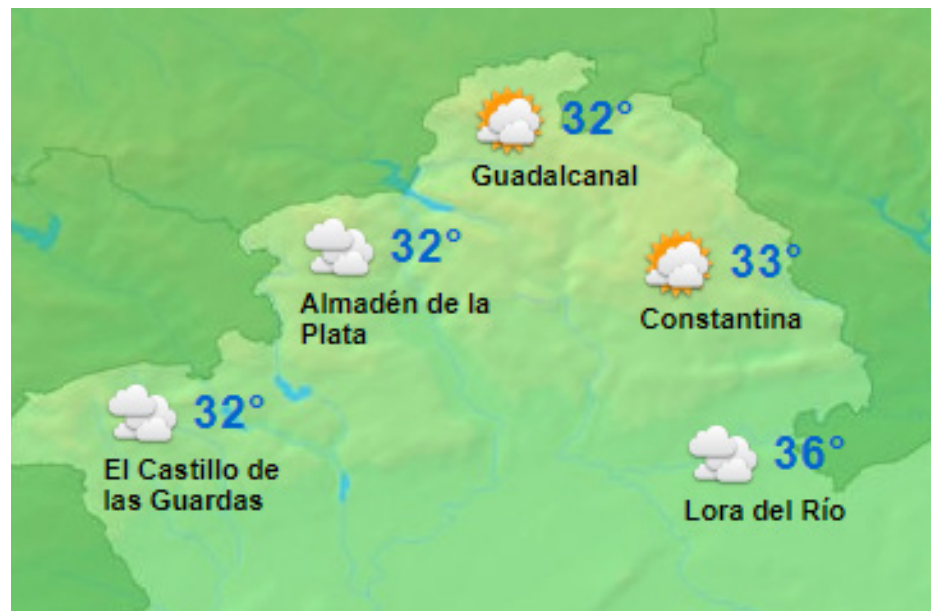 32°
Guadalcanal
32°
Almadén de la
Plata
33°
Constantina
32°
El Castillo de
las Guardas
36°
Lora del Río